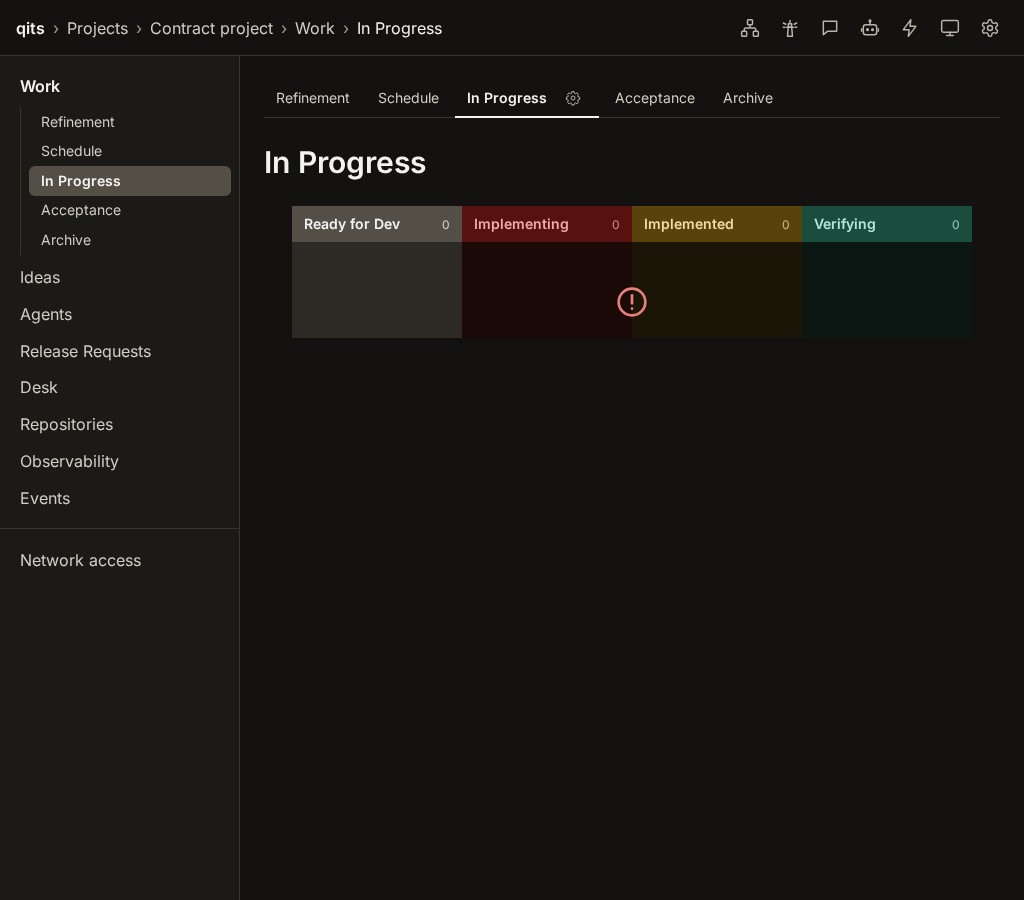 qits › Projects › Contract project › Work › In Progress
Work
Refinement
Schedule
In Progress
Acceptance
Archive
Ideas
Agents
Release Requests
Desk
Repositories
Observability
Events
Network access
Refinement Schedule In Progress Acceptance Archive
In Progress
Ready for Dev 0 Implementing 0 Implemented 0 Verifying 0